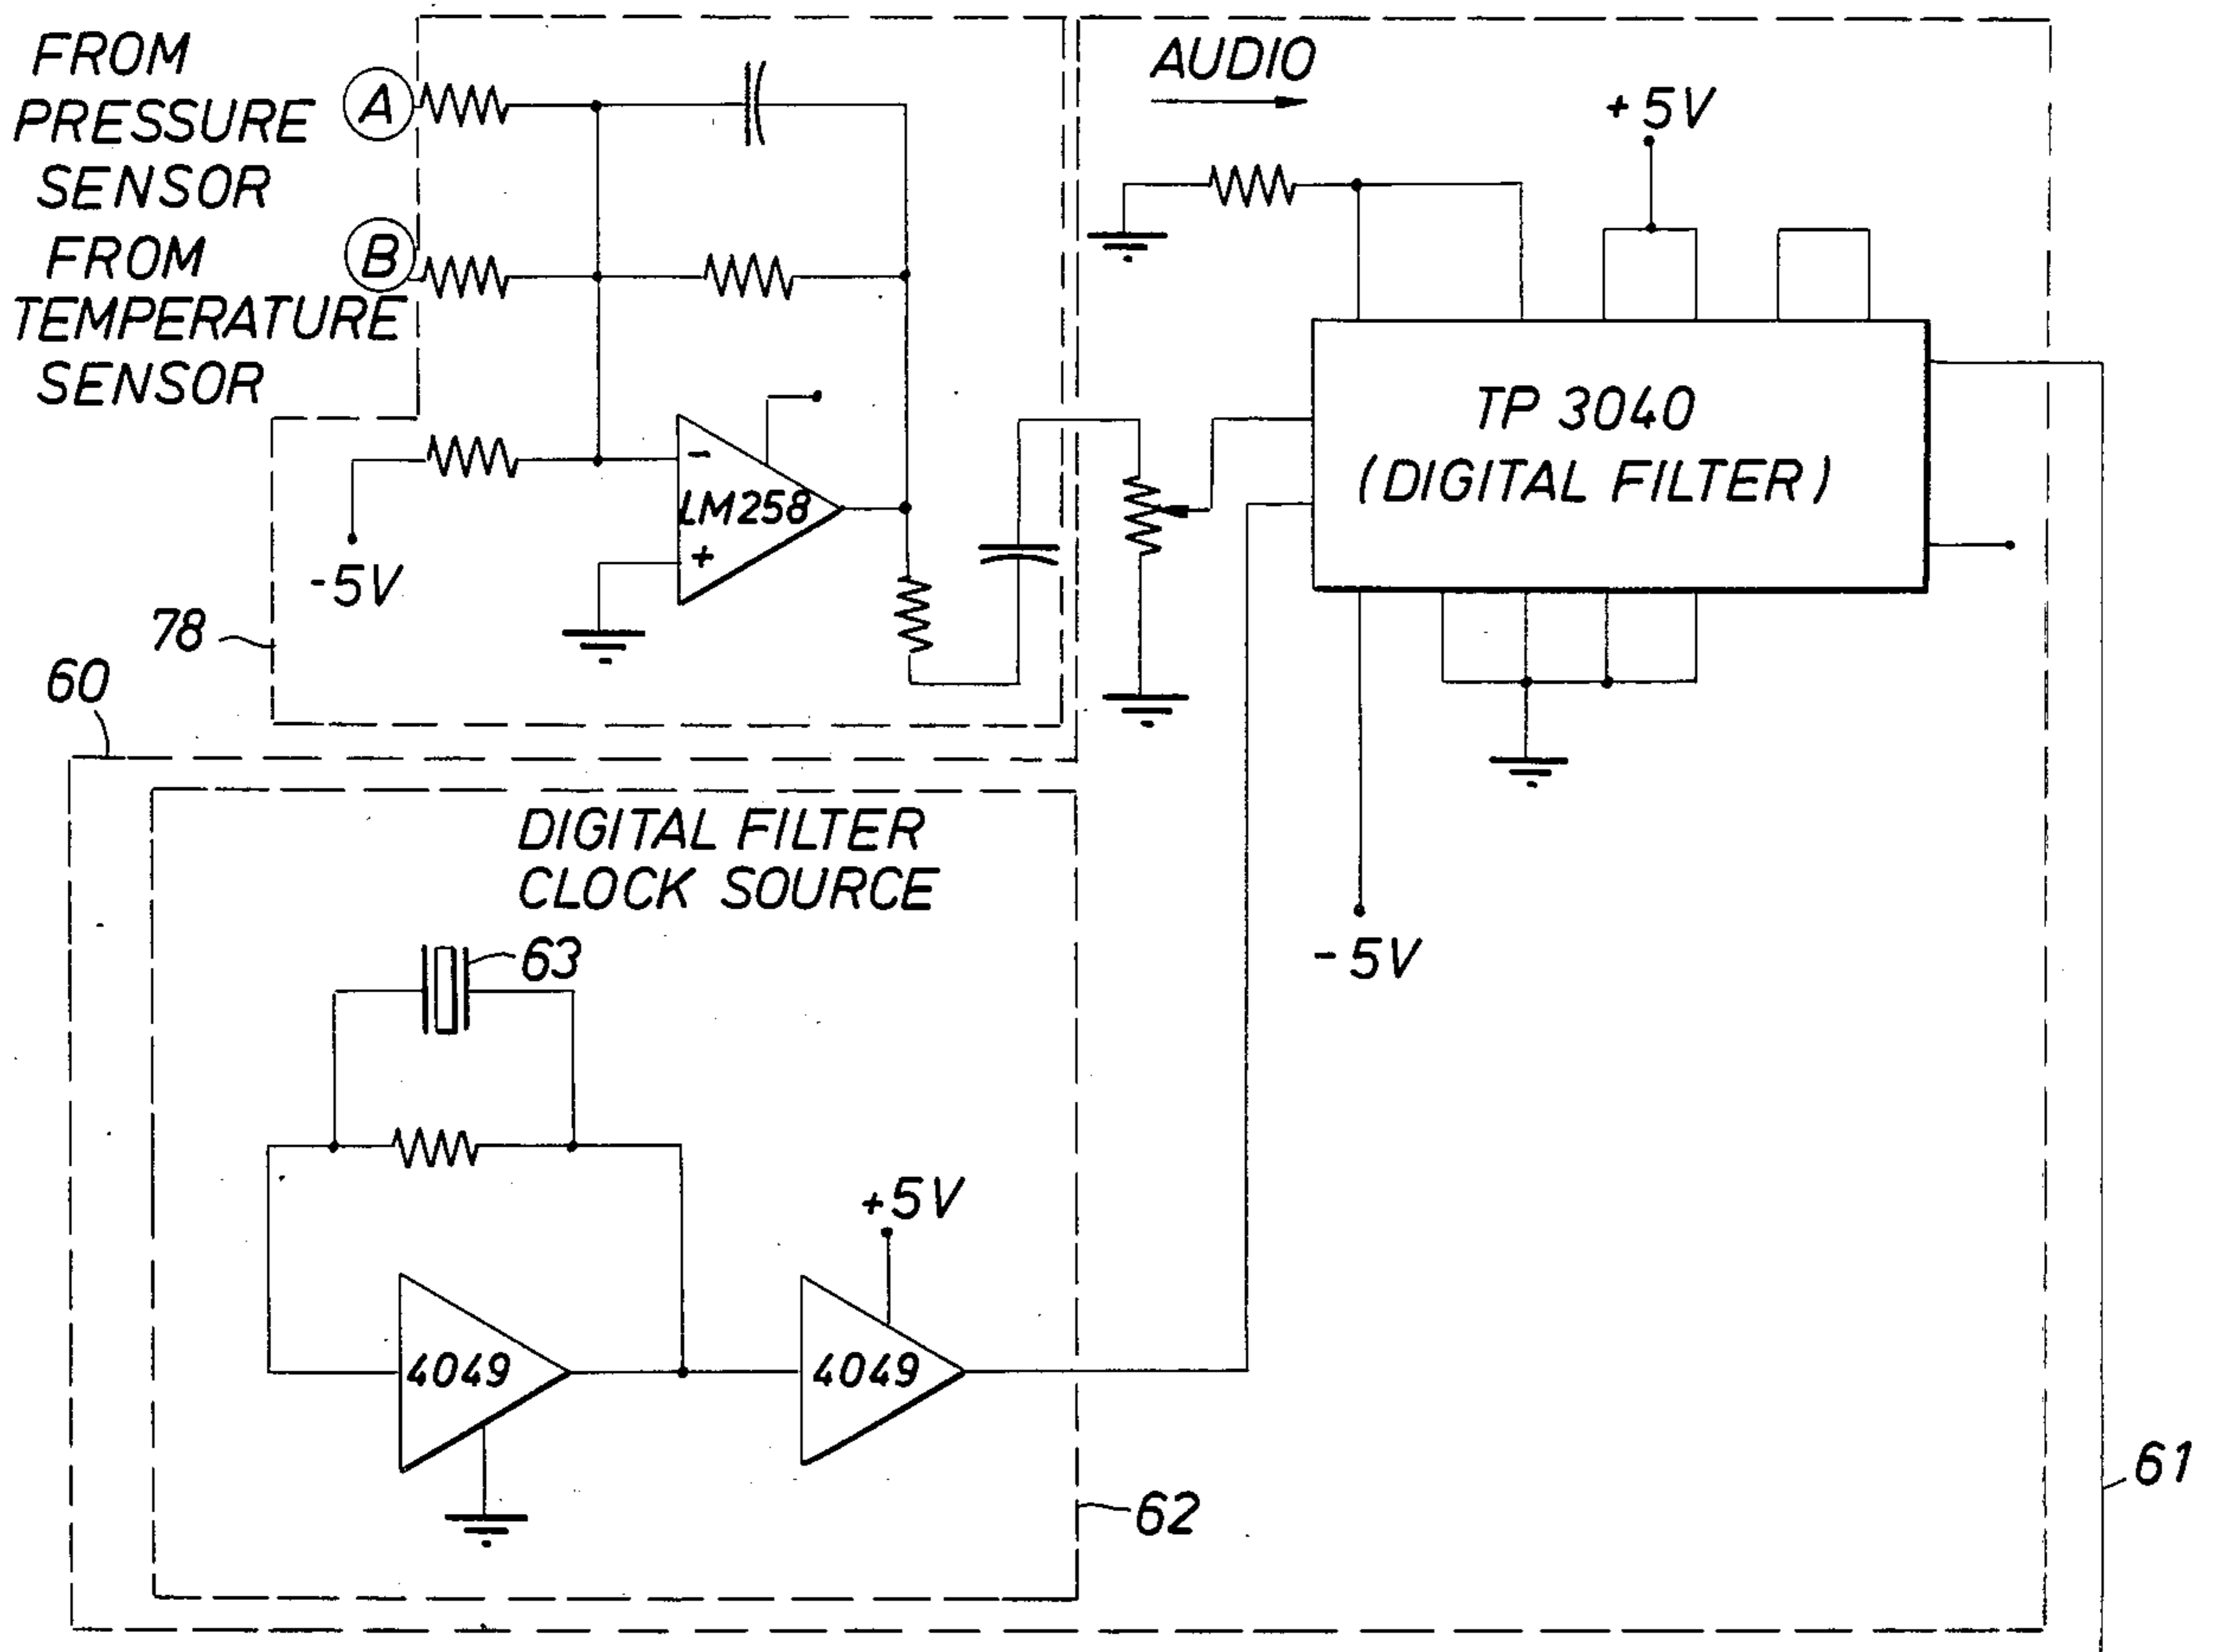 FROM
PRESSURE
SENSOR
A
FROM
TEMPERATURE
SENSOR
B
-5V
-
LM258
+
78
60
AUDIO
+5V
TP 3040
(DIGITAL FILTER)
-5V
DIGITAL FILTER
CLOCK SOURCE
63
4049
+5V
4049
62
61